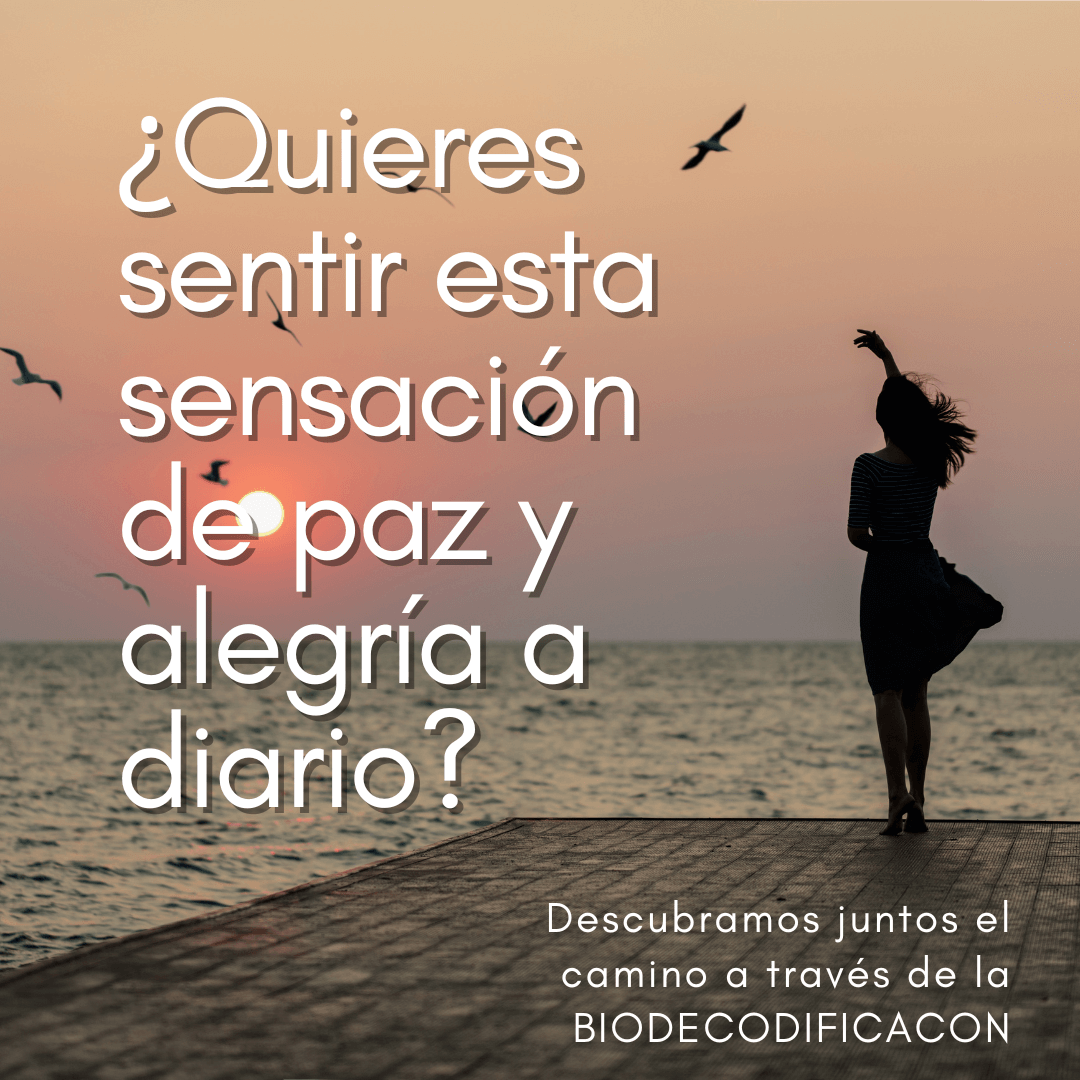 ¿Quieres
sentir esta
sensación
de paz y
alegría a
diario?
Descubramos juntos el
camino a través de la
BIODECODIFICACON